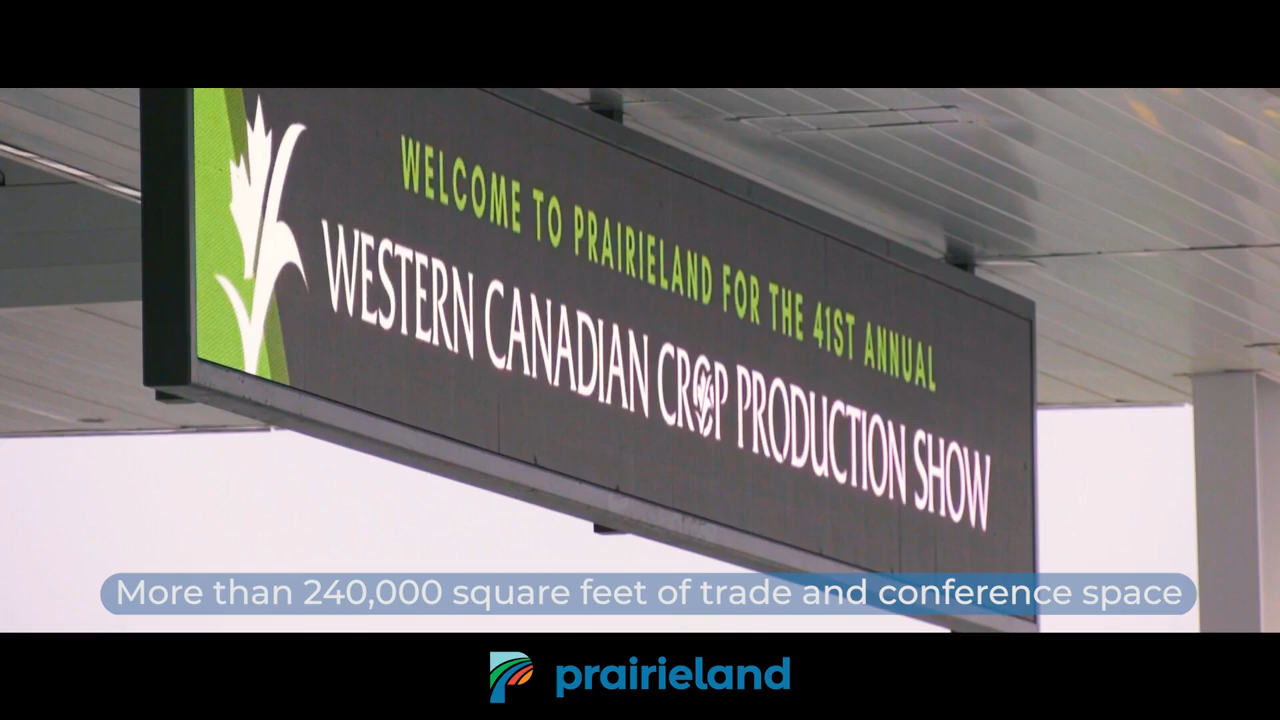 WELCOME TO PRAIRIELAND FOR THE 41ST ANNUAL
WESTERN CANADIAN CROP PRODUCTION SHOW
More than 240,000 square feet of trade and conference space
prairieland